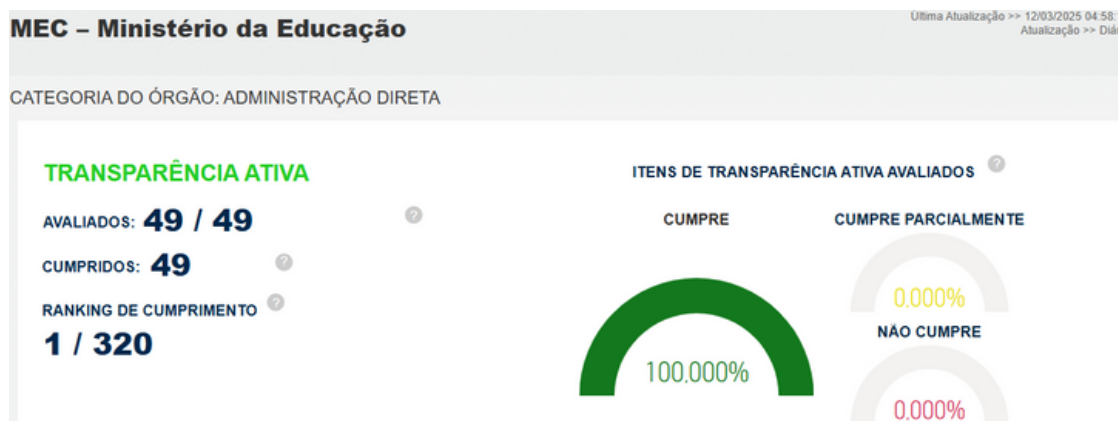 MEC – Ministério da Educação
Última Atualização >> 12/03/2025 04:58:
Atualização >>
CATEGORIA DO ÓRGÃO: ADMINISTRAÇÃO DIRETA
TRANSPARÊNCIA ATIVA
AVALIADOS: 49 / 49 ?
CUMPRIDOS: 49 ?
RANKING DE CUMPRIMENTO ?
1 / 320
ITENS DE TRANSPARÊNCIA ATIVA AVALIADOS ?
CUMPRE
100,000%
CUMPRE PARCIALMENTE
0.000%
NÃO CUMPRE
0.000%